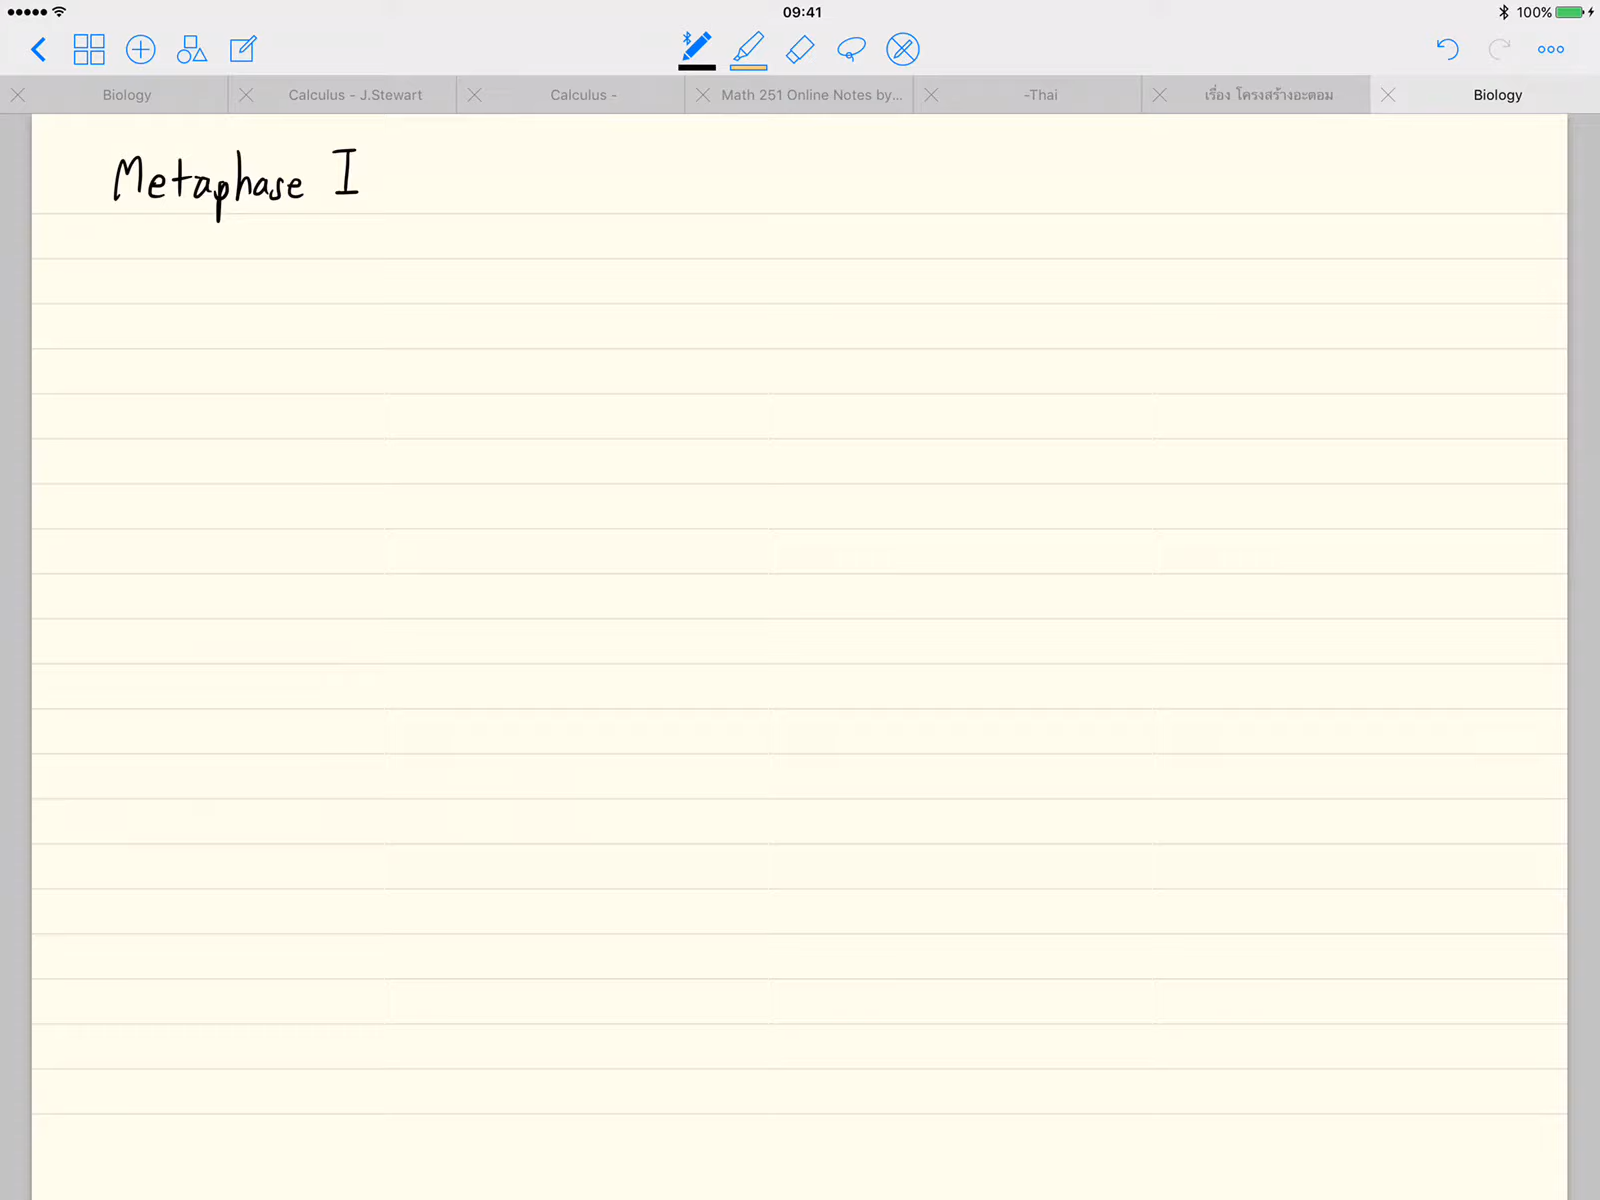 09:41
100%
Biology
Calculus - J.Stewart
Calculus -
Math 251 Online Notes by...
-Thai
เรื่อง โครงสร้างอะตอม
Biology
Metaphase I